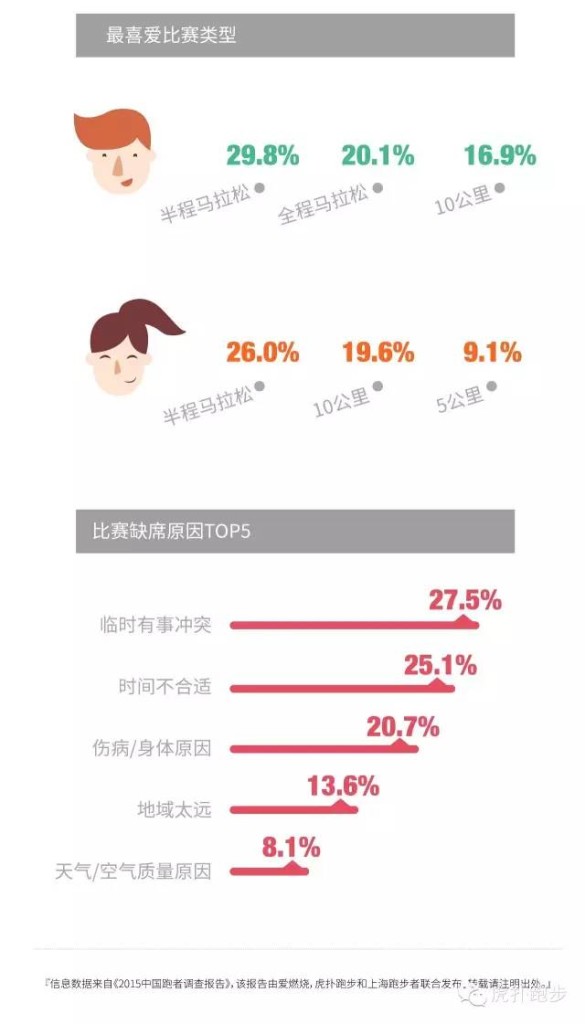 最喜爱比赛类型
29.8% 20.1% 16.9%
半程马拉松 全程马拉松 10公里
26.0% 19.6% 9.1%
半程马拉松 10公里 5公里
比赛缺席原因TOP5
27.5%
临时有事冲突
25.1%
时间不合适
20.7%
伤病/身体原因
13.6%
地域太远
8.1%
天气/空气质量原因
『信息数据来自《2015中国跑者调查报告》，该报告由爱燃烧，虎扑跑步和上海跑步者联合发布，转载请注明出处。』
虎扑跑步